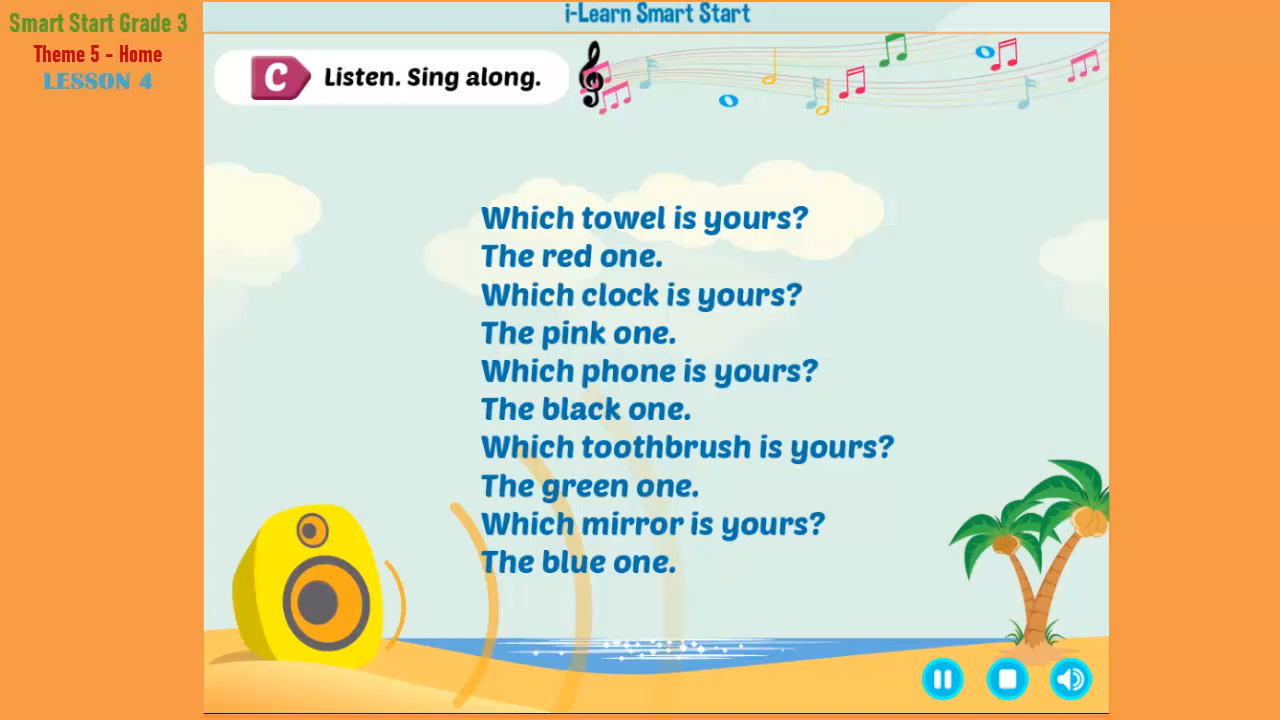 Smart Start Grade 3
Theme 5 - Home
LESSON 4
i-Learn Smart Start
C Listen. Sing along.
Which towel is yours?
The red one.
Which clock is yours?
The pink one.
Which phone is yours?
The black one.
Which toothbrush is yours?
The green one.
Which mirror is yours?
The blue one.